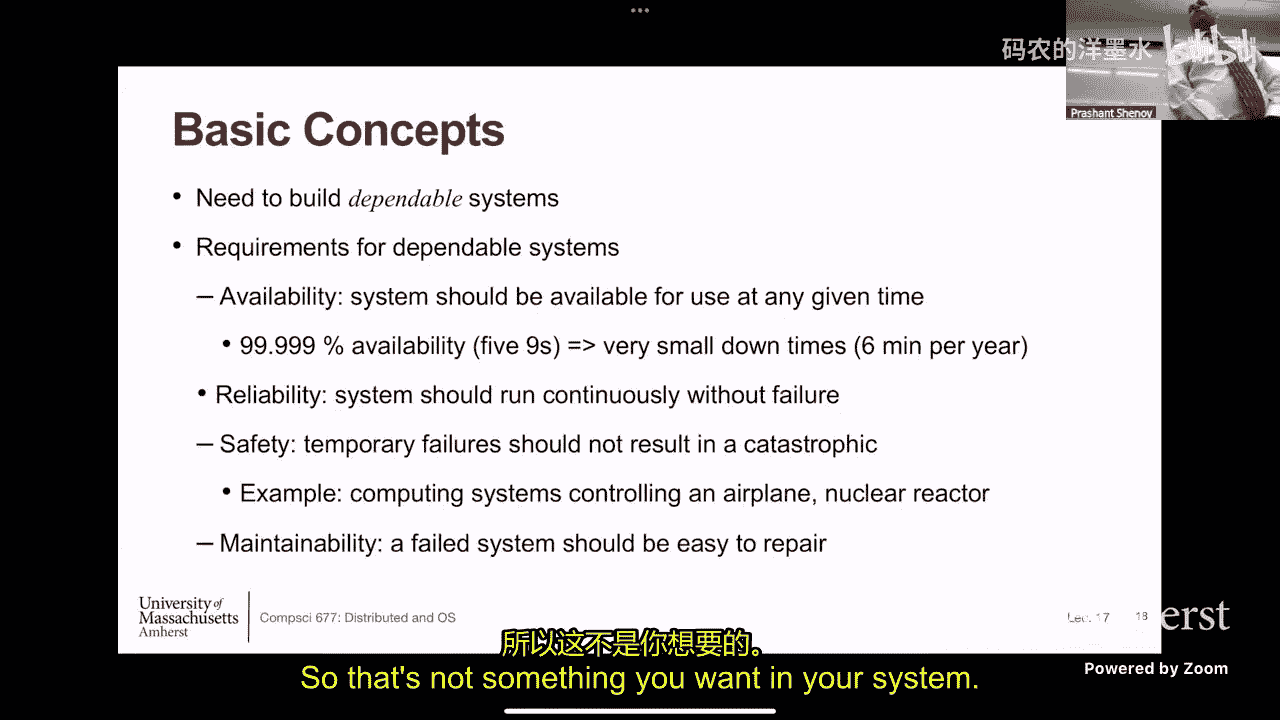 码农的洋墨水
bilibili
Prashant Shenoy
Basic Concepts
• Need to build dependable systems
• Requirements for dependable systems
– Availability: system should be available for use at any given time
• 99.999 % availability (five 9s) => very small down times (6 min per year)
• Reliability: system should run continuously without failure
– Safety: temporary failures should not result in a catastrophic
• Example: computing systems controlling an airplane, nuclear reactor
– Maintainability: a failed system should be easy to repair
University of
Massachusetts
Amherst
Compsci 677: Distributed and OS
Lec. 17
18
erst
所以这不是你想要的。
So that's not something you want in your system.
Powered by Zoom